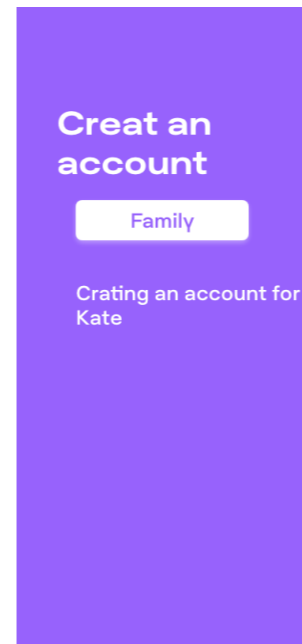 Creat an
account
Family
Crating an account for
Kate